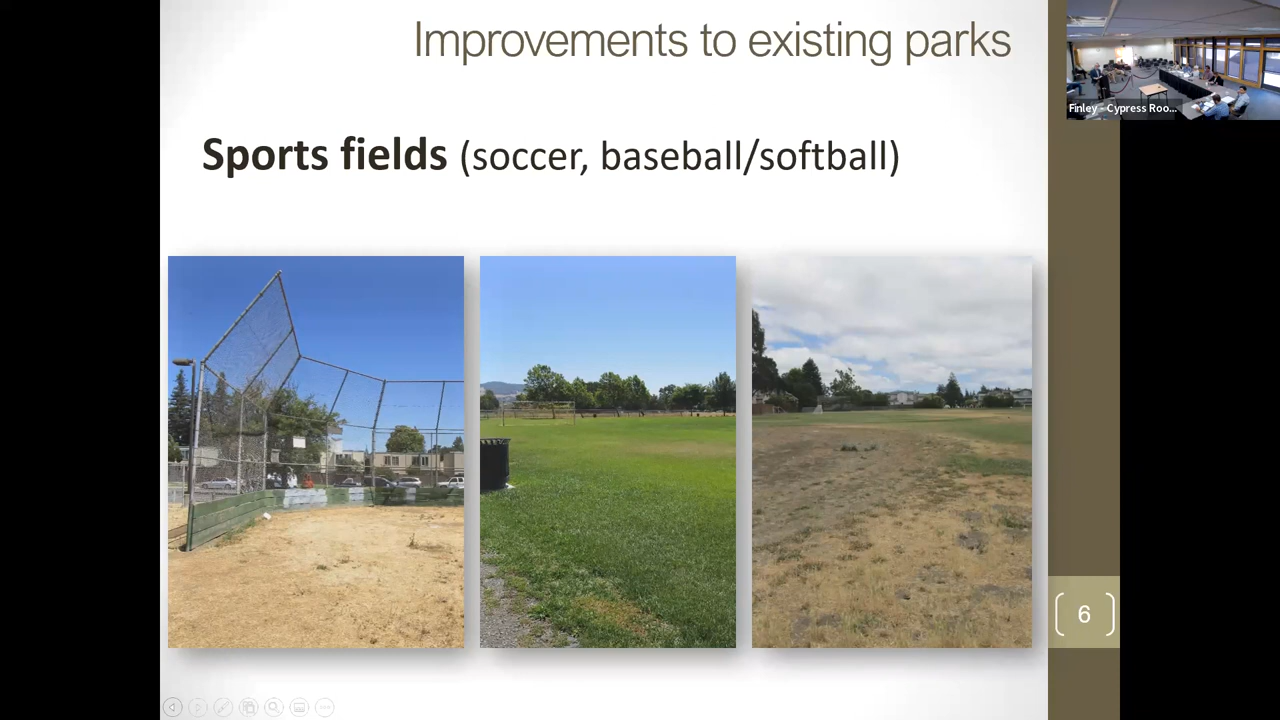 Improvements to existing parks
Finley - Cypress Roo...
Sports fields (soccer, baseball/softball)
6